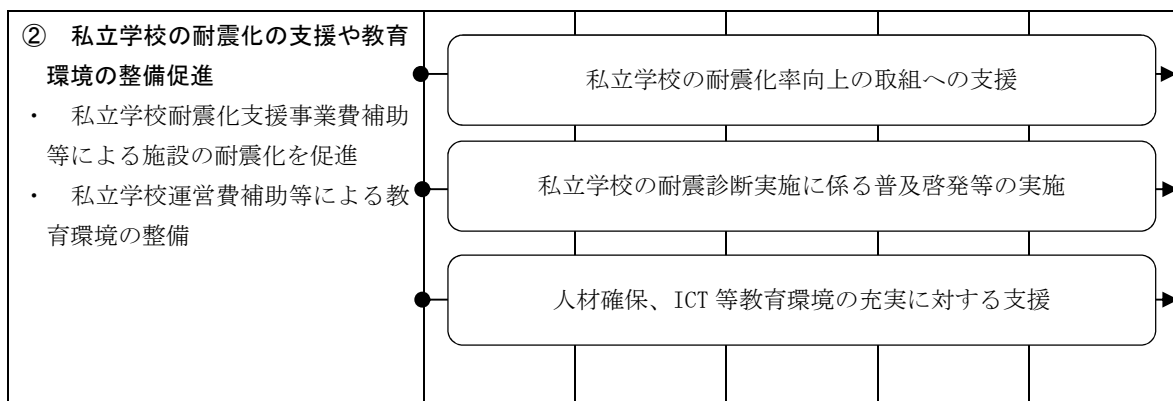 ② 私立学校の耐震化の支援や教育
環境の整備促進
・ 私立学校耐震化支援事業費補助
等による施設の耐震化を促進
・ 私立学校運営費補助等による教
育環境の整備
私立学校の耐震化率向上の取組への支援
私立学校の耐震診断実施に係る普及啓発等の実施
人材確保、ICT 等教育環境の充実に対する支援